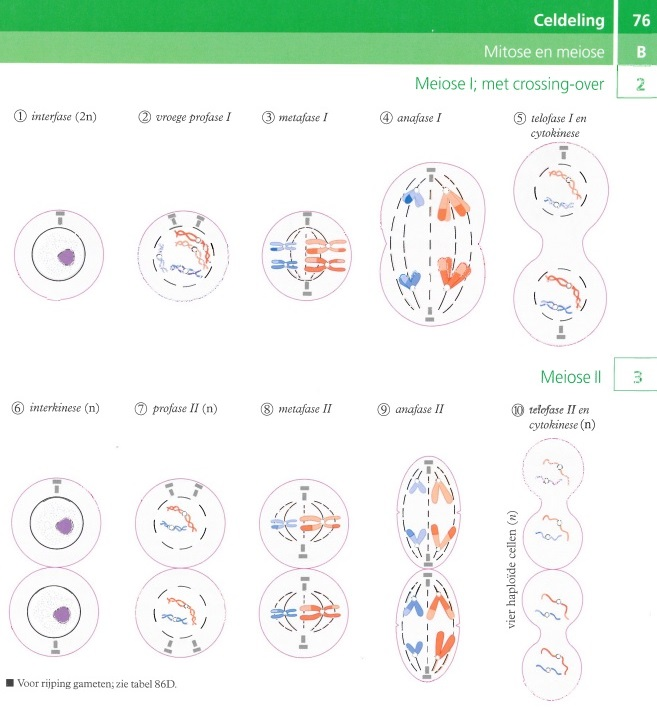 Celdeling 76
Mitose en meiose B
Meiose I; met crossing-over 2
① interfase (2n) ② vroege profase I ③ metafase I ④ anafase I ⑤ telofase I en
cytokinese
Meiose II 3
⑥ interkinese (n) ⑦ profase II (n) ⑧ metafase II ⑨ anafase II ⑩ telofase II en
cytokinese (n)
vier haploïde cellen (n)
■ Voor rijping gameten; zie tabel 86D.